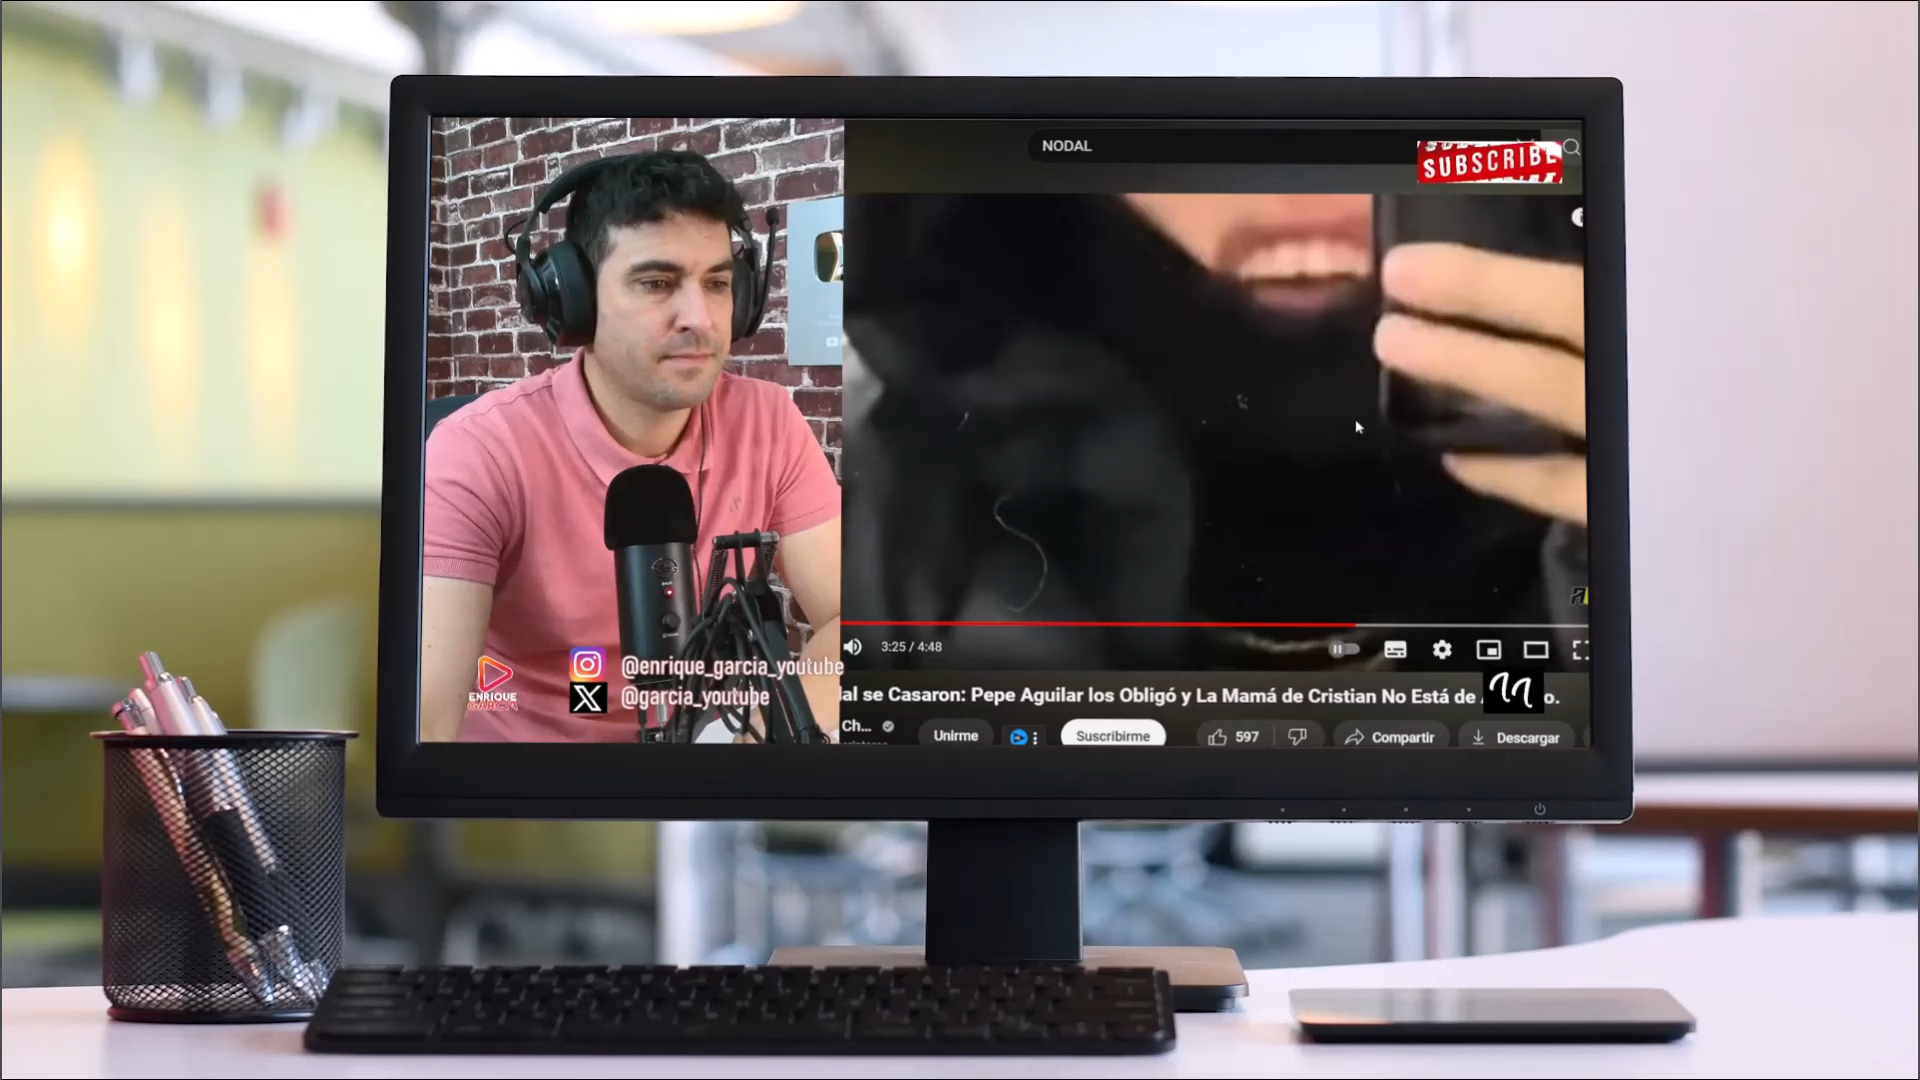 NODAL
SUBSCRIBE
3:25 / 4:48
@enrique_garcia_youtube
@garcia_youtube
ENRIQUE
GARCIA
se Casaron: Pepe Aguilar los Obligó y La Mamá de Cristian No Está de
Ch...
Unirme
Suscribirme
597
Compartir
Descargar